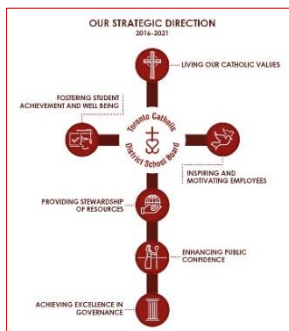 OUR STRATEGIC DIRECTION
2016-2021
LIVING OUR CATHOLIC VALUES
FOSTERING STUDENT
ACHIEVEMENT AND WELL BEING
Toronto Catholic
District School Board
INSPIRING AND
MOTIVATING EMPLOYEES
PROVIDING STEWARDSHIP
OF RESOURCES
ENHANCING PUBLIC
CONFIDENCE
ACHIEVING EXCELLENCE IN
GOVERNANCE